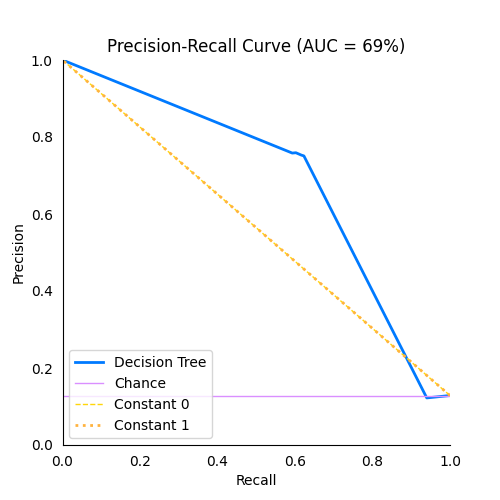 Precision-Recall Curve (AUC = 69%)
1.0
0.8
0.6
0.4
0.2
0.0
Precision
Decision Tree
Chance
Constant 0
Constant 1
0.0 0.2 0.4 0.6 0.8 1.0
Recall